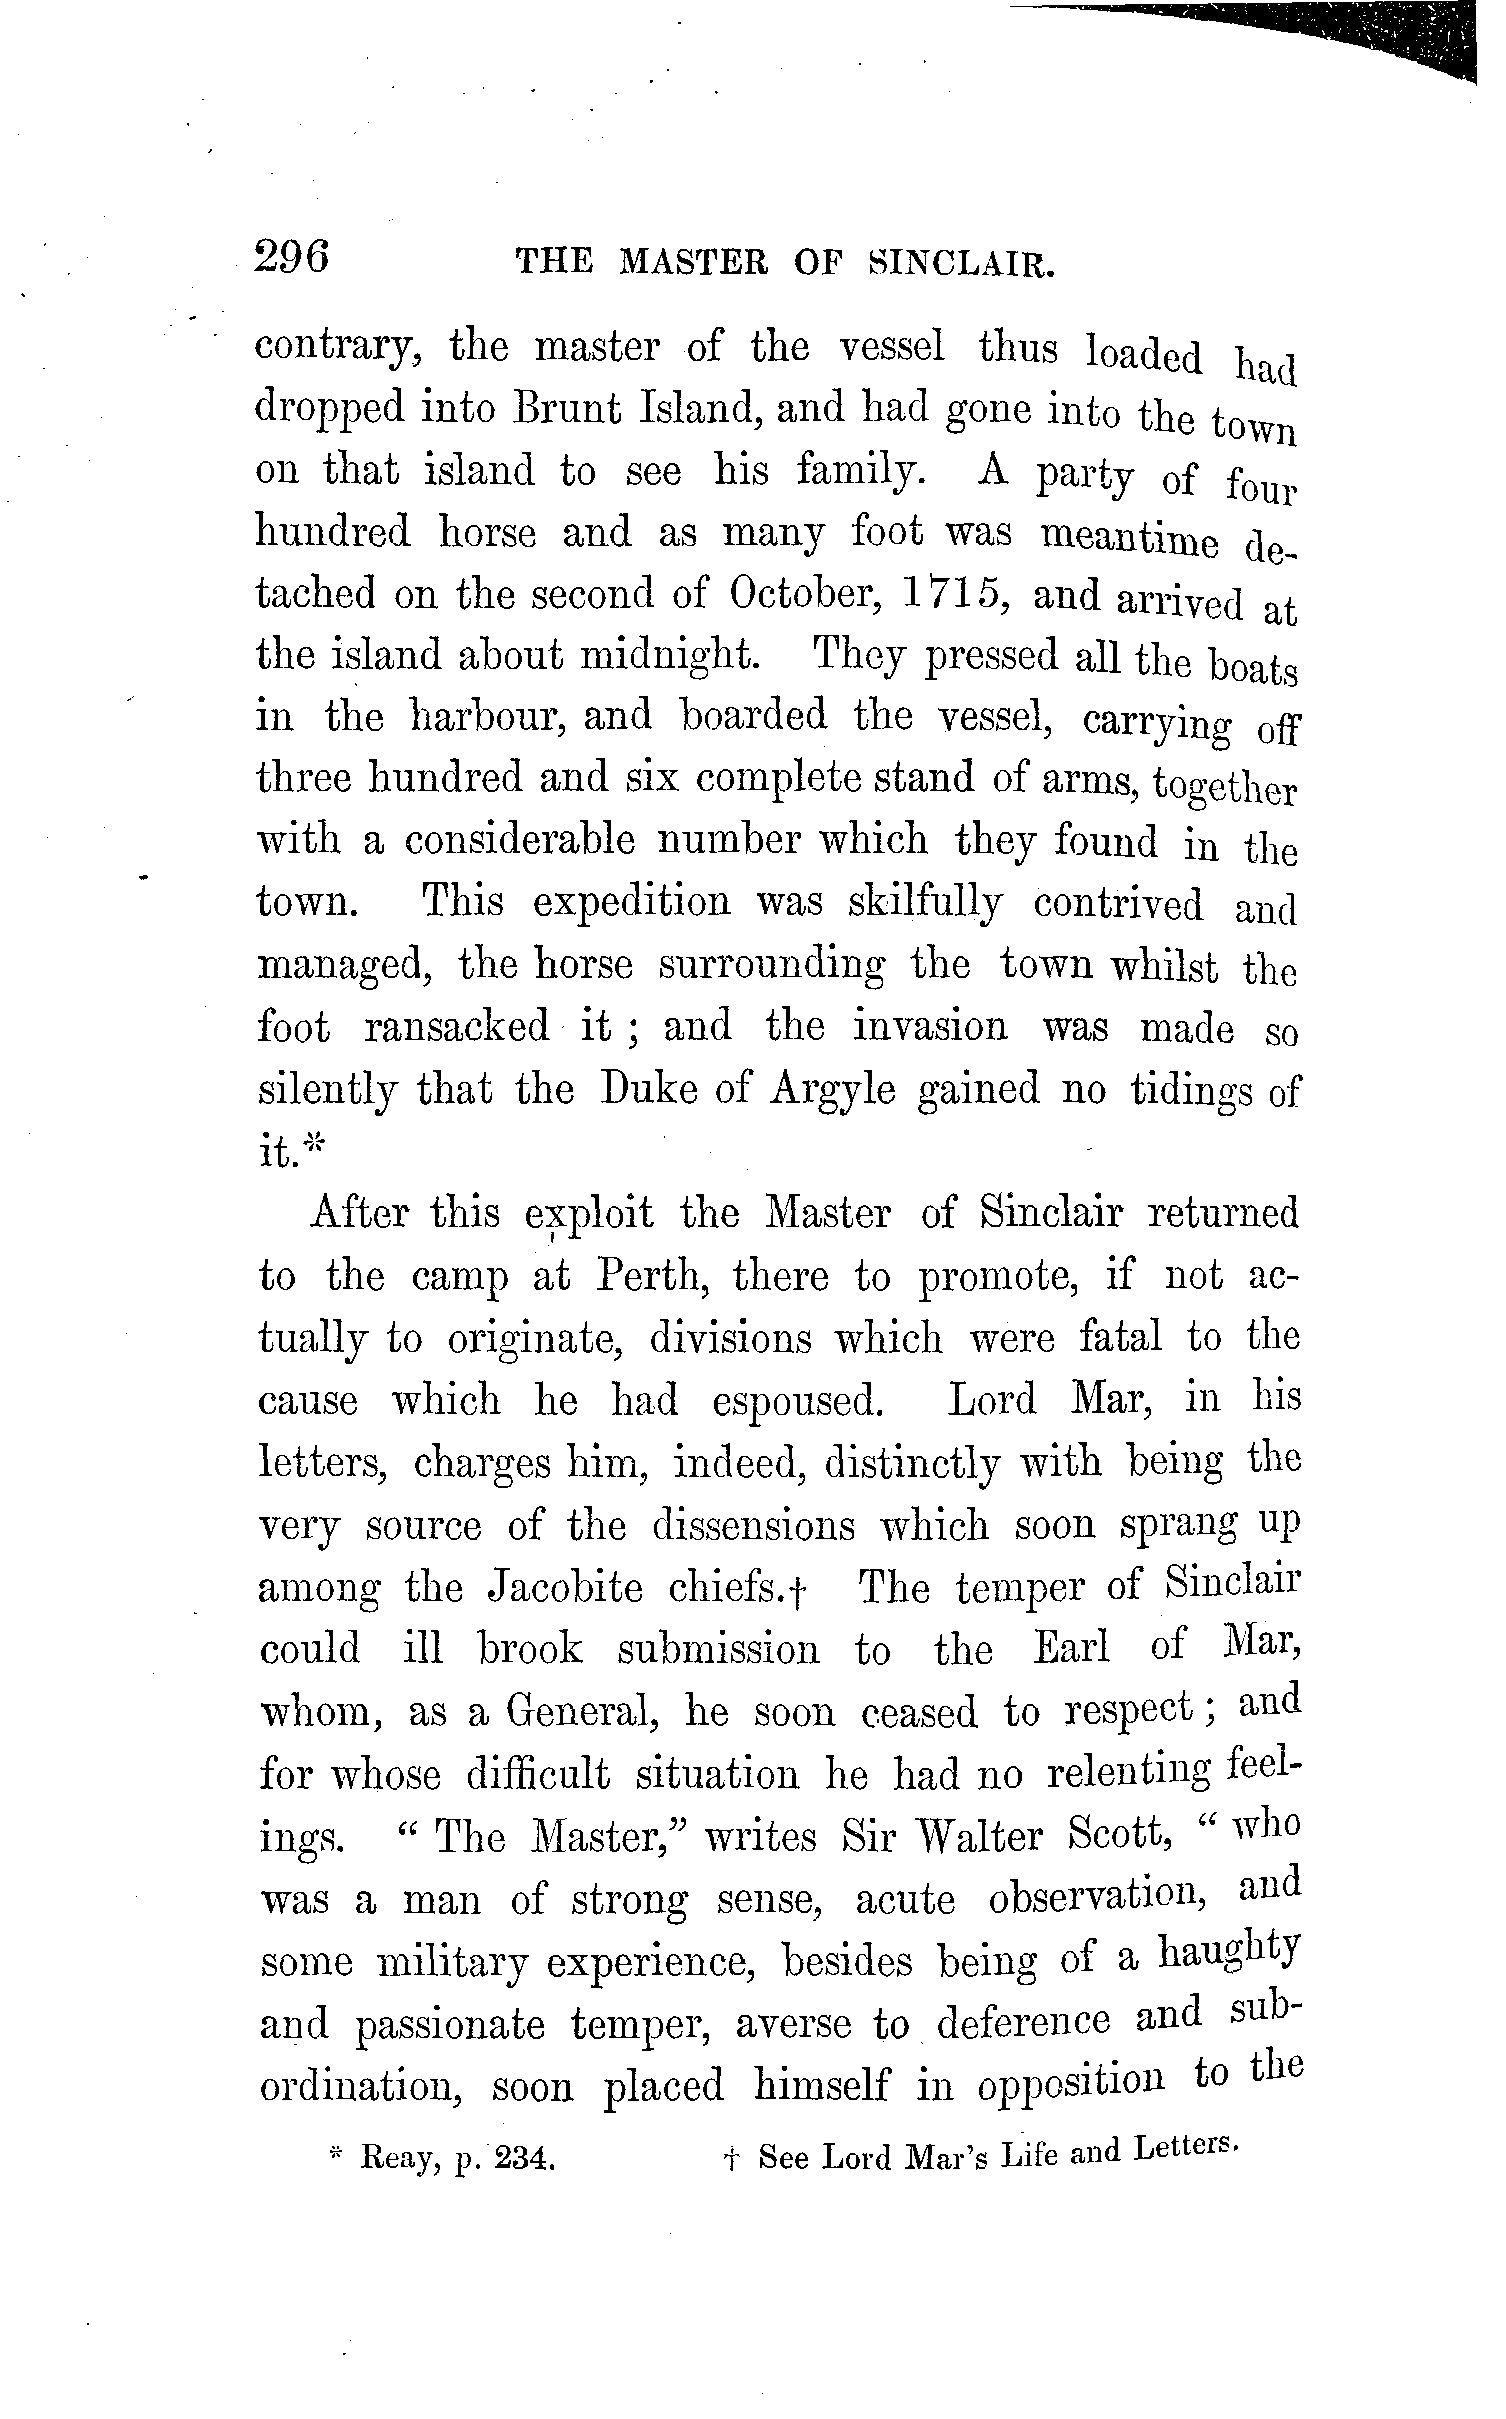 296 THE MASTER OF SINCLAIR.
contrary, the master of the vessel thus loaded had
dropped into Brunt Island, and had gone into the town
on that island to see his family. A party of four
hundred horse and as many foot was meantime de-
tached on the second of October, 1715, and arrived at
the island about midnight. They pressed all the boats
in the harbour, and boarded the vessel, carrying off
three hundred and six complete stand of arms, together
with a considerable number which they found in the
town. This expedition was skilfully contrived and
managed, the horse surrounding the town whilst the
foot ransacked it ; and the invasion was made so
silently that the Duke of Argyle gained no tidings of
it.*
After this exploit the Master of Sinclair returned
to the camp at Perth, there to promote, if not ac-
tually to originate, divisions which were fatal to the
cause which he had espoused. Lord Mar, in his
letters, charges him, indeed, distinctly with being the
very source of the dissensions which soon sprang up
among the Jacobite chiefs.† The temper of Sinclair
could ill brook submission to the Earl of Mar,
whom, as a General, he soon ceased to respect ; and
for whose difficult situation he had no relenting feel-
ings. “ The Master,” writes Sir Walter Scott, “ who
was a man of strong sense, acute observation, and
some military experience, besides being of a haughty
and passionate temper, averse to deference and sub-
ordination, soon placed himself in opposition to the
* Reay, p. 234. † See Lord Mar's Life and Letters.